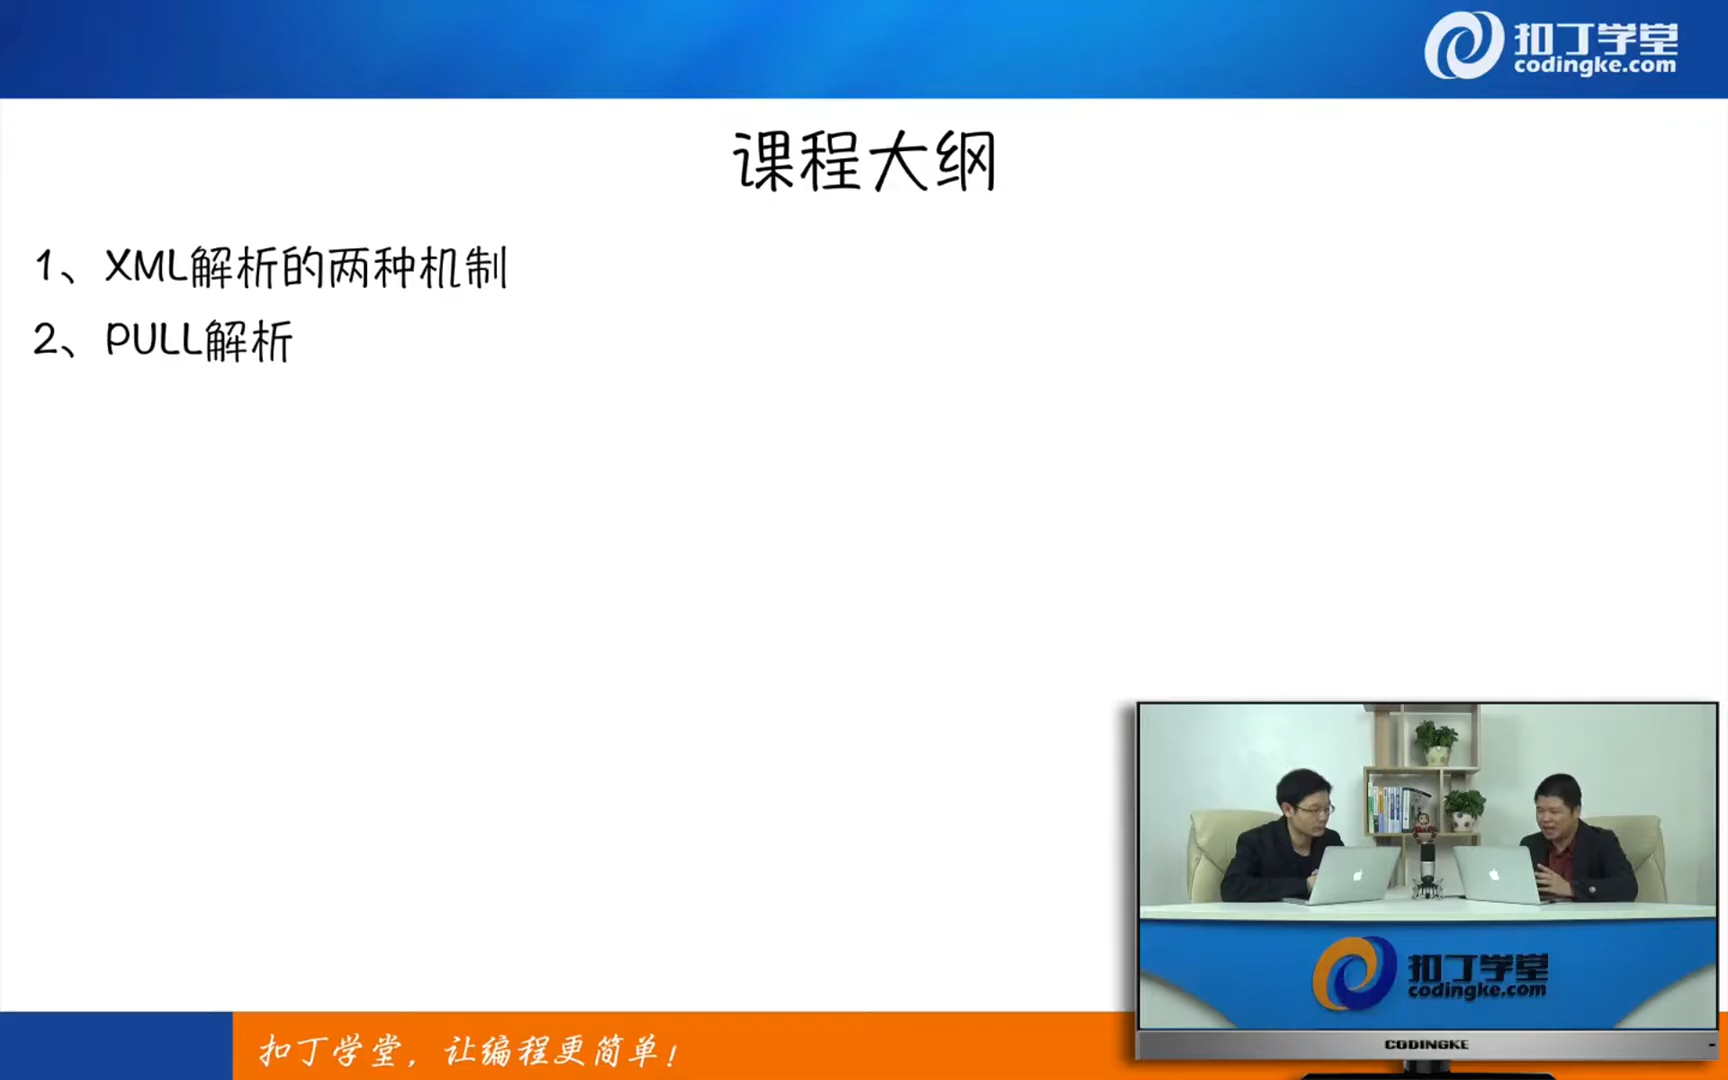 扣丁学堂
codingke.com
课程大纲
1、XML解析的两种机制
2、PULL解析
扣丁学堂
codingke.com
CODINGKE
扣丁学堂，让编程更简单！